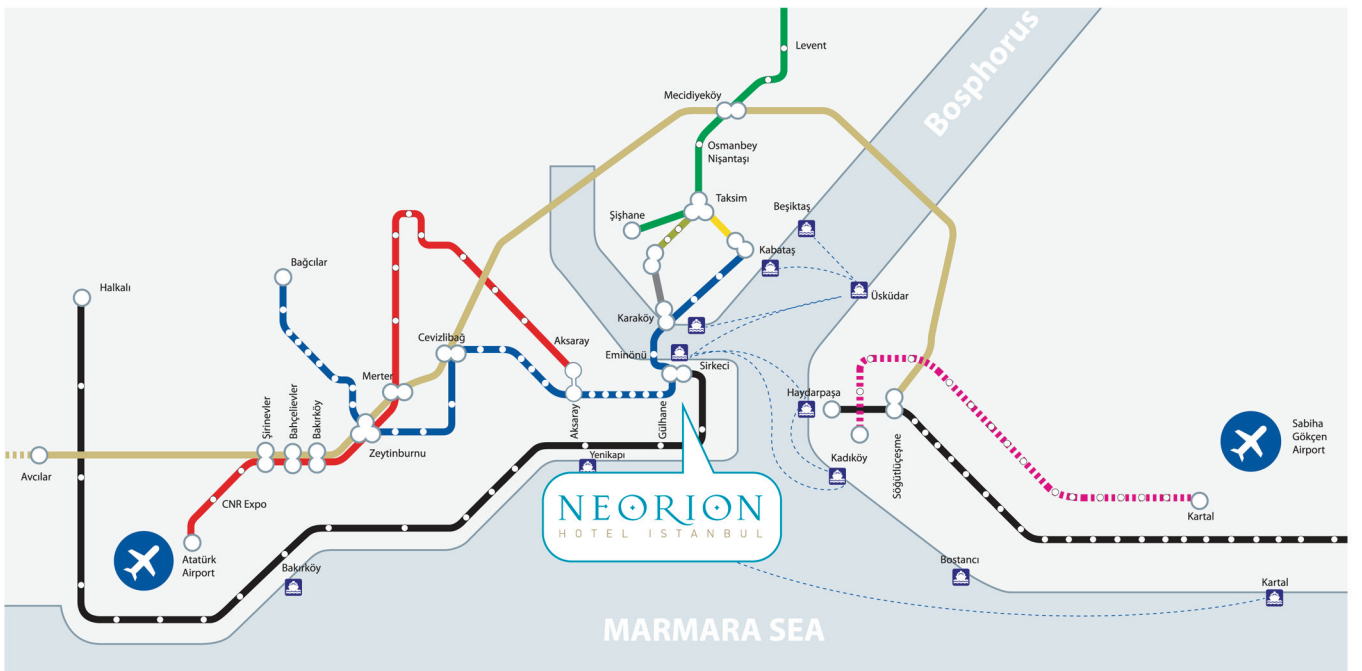 Levent
Bosphorus
Mecidiyeköy
Osmanbey
Nişantaşı
Taksim
Şişhane
Beşiktaş
Kabataş
Bağcılar
Halkalı
Üsküdar
Karaköy
Cevizlibağ
Aksaray
Eminönü
Sirkeci
Merter
Haydarpaşa
Şirinevler
Bahçelievler
Bakırköy
Aksaray
Gülhane
Zeytinburnu
Yenikapı
Kadıköy
Söğütlüçeşme
Sabiha
Gökçen
Airport
Avcılar
CNR Expo
NEORION
HOTEL ISTANBUL
Kartal
Atatürk
Airport
Bakırköy
Bostancı
Kartal
MARMARA SEA